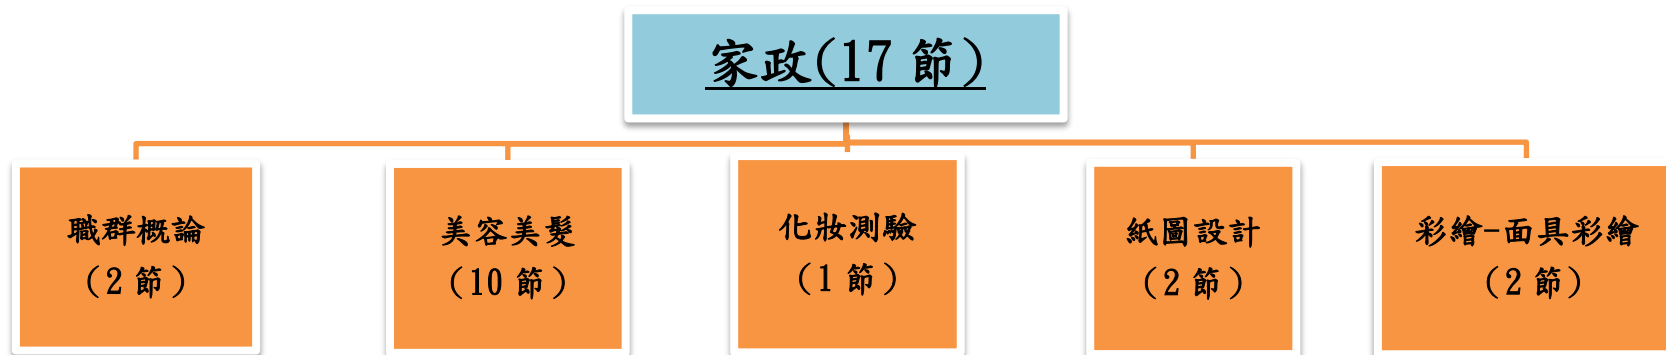 家政(17 節)
職群概論
(2 節)
美容美髮
(10 節)
化妝測驗
(1 節)
紙圖設計
(2 節)
彩繪-面具彩繪
(2 節)